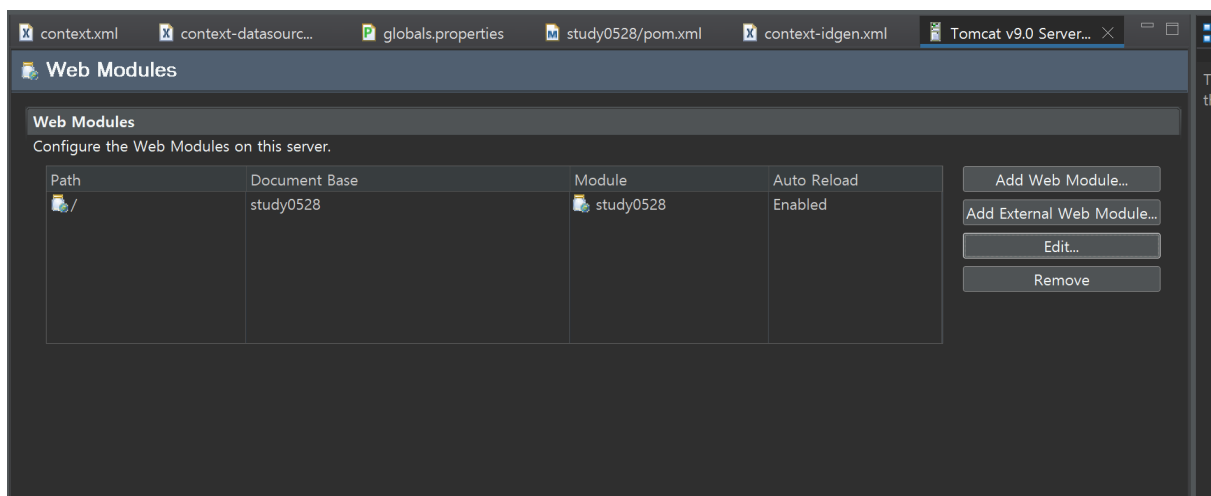 context.xml context-datasourc... globals.properties study0528/pom.xml context-idgen.xml Tomcat v9.0 Server...
Web Modules
Web Modules
Configure the Web Modules on this server.
Path Document Base Module Auto Reload
/ study0528 study0528 Enabled
Add Web Module...
Add External Web Module...
Edit...
Remove